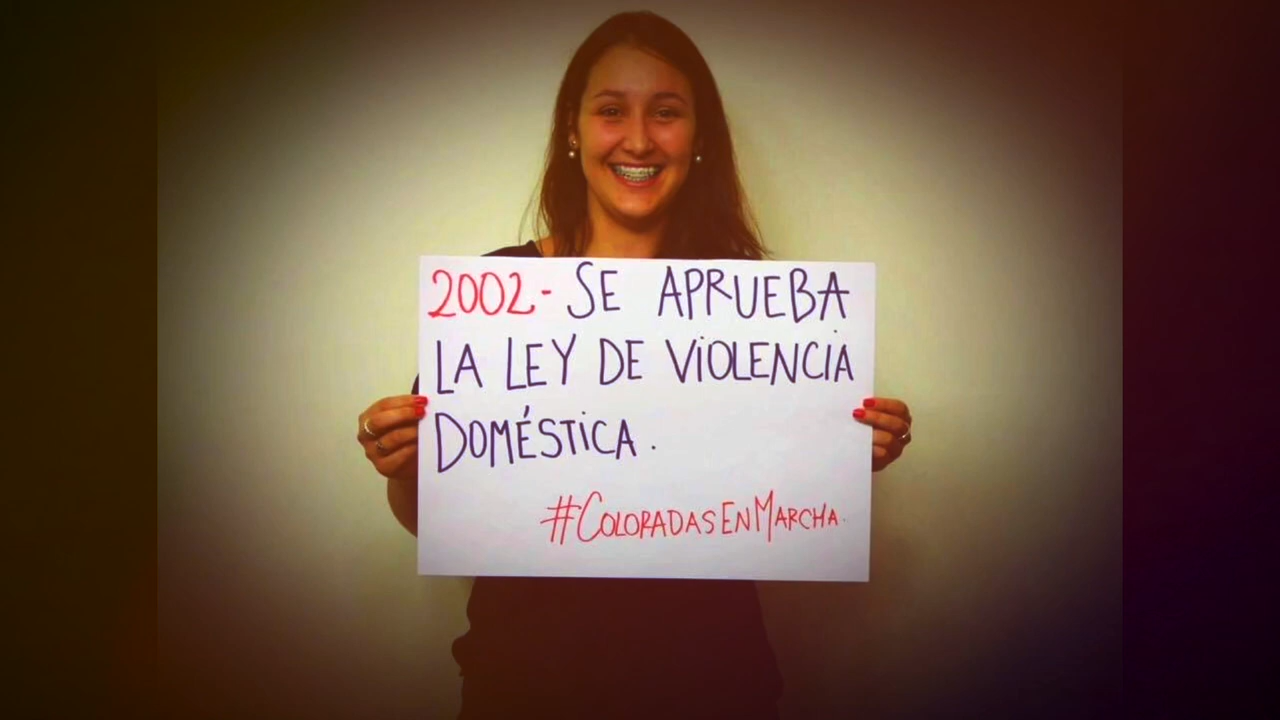 2002- SE APRUEBA
LA LEY DE VIOLENCIA
DOMÉSTICA.
#COLORADASENMARCHA.